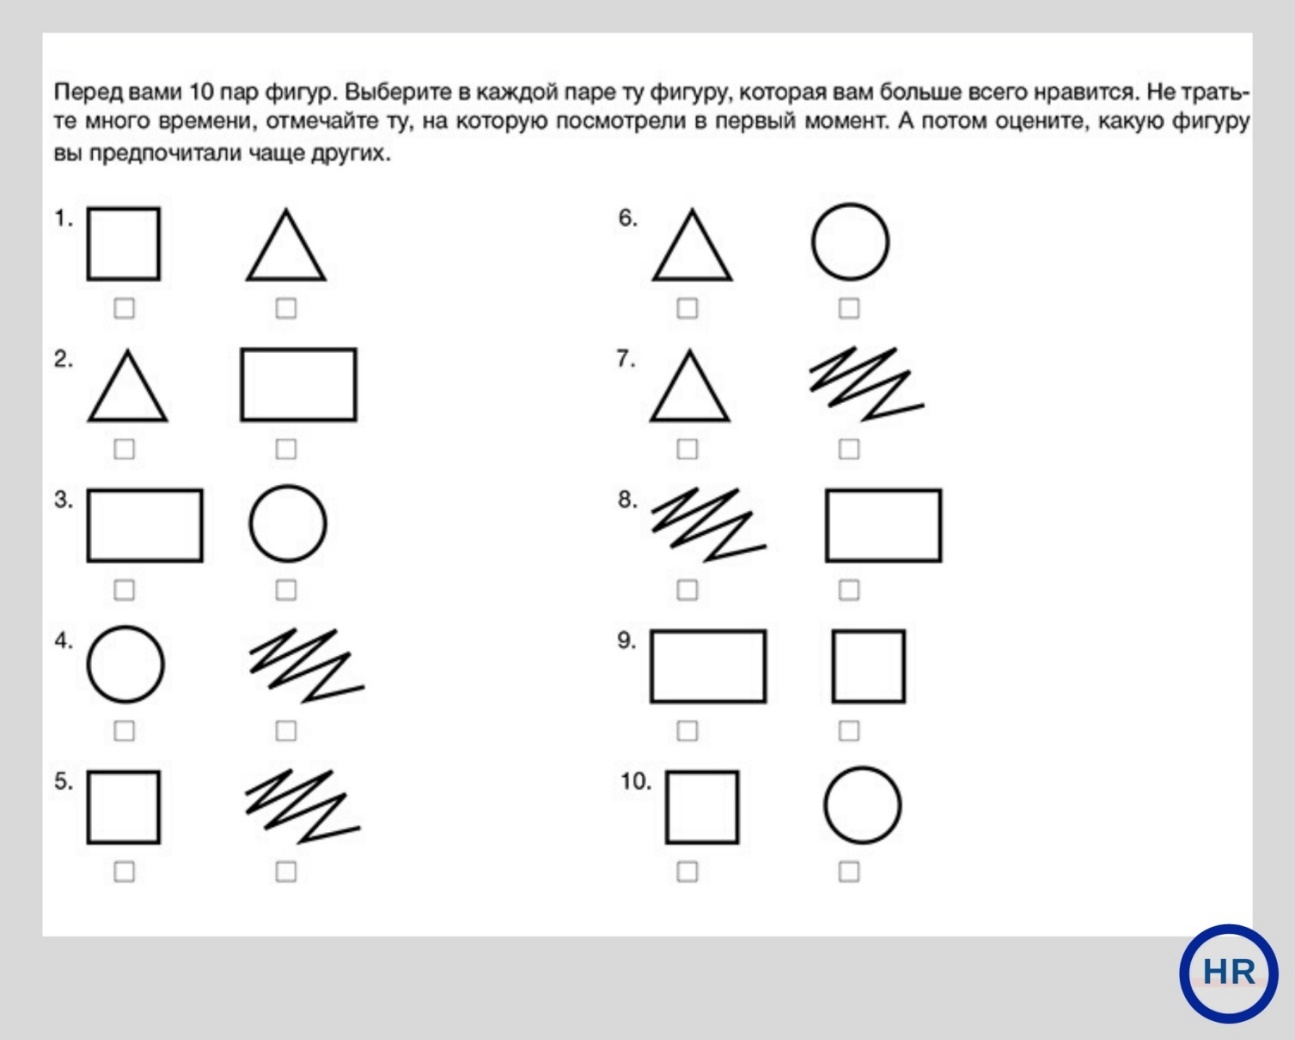 Перед вами 10 пар фигур. Выберите в каждой паре ту фигуру, которая вам больше всего нравится. Не трать-
те много времени, отмечайте ту, на которую посмотрели в первый момент. А потом оцените, какую фигуру
вы предпочитали чаще других.
1.
2.
3.
4.
5.
6.
7.
8.
9.
10.
HR